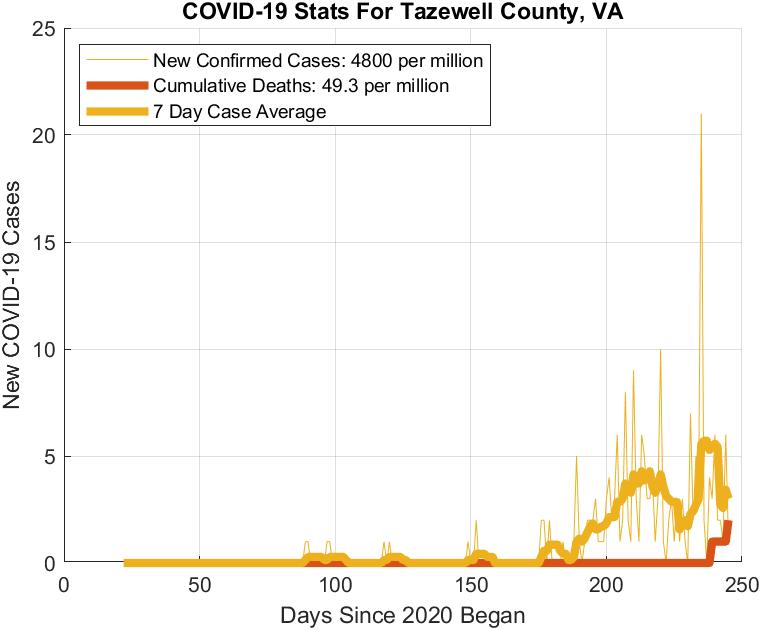 COVID-19 Stats For Tazewell County, VA
25
New Confirmed Cases: 4800 per million
Cumulative Deaths: 49.3 per million
7 Day Case Average
20
15
10
5
0
New COVID-19 Cases
0 50 100 150 200 250
Days Since 2020 Began